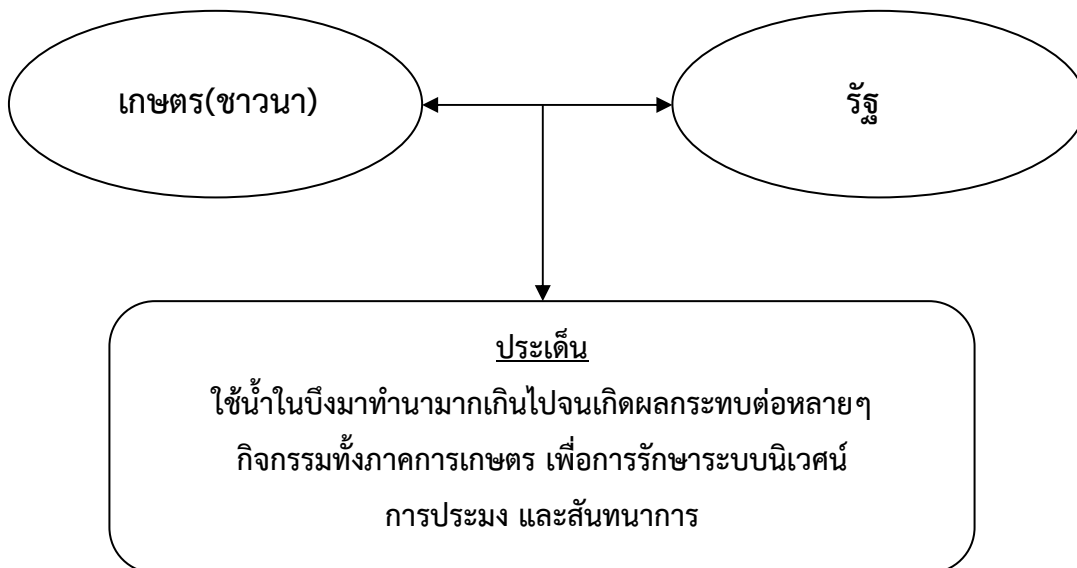 เกษตร(ชาวนา)
รัฐ
ประเด็น
ใช้น้ำในบึงมาทำนามากเกินไปจนเกิดผลกระทบต่อหลายๆ
กิจกรรมทั้งภาคการเกษตร เพื่อการรักษาระบบนิเวศน์
การประมง และสันทนาการ